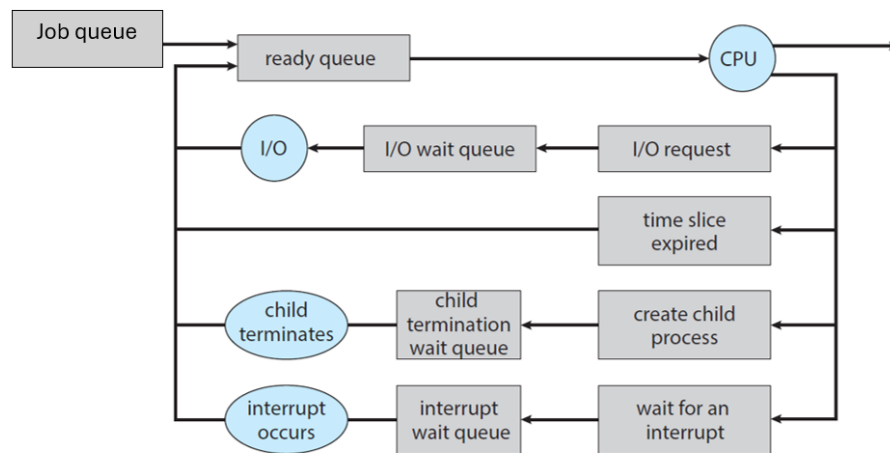 Job queue
ready queue
CPU
I/O
I/O wait queue
I/O request
time slice
expired
child
terminates
child
termination
wait queue
create child
process
interrupt
occurs
interrupt
wait queue
wait for an
interrupt